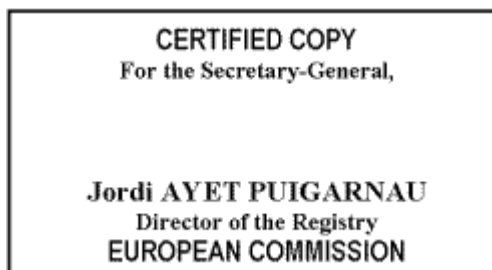 CERTIFIED COPY
For the Secretary-General,
Jordi AYET PUIGARNAU
Director of the Registry
EUROPEAN COMMISSION